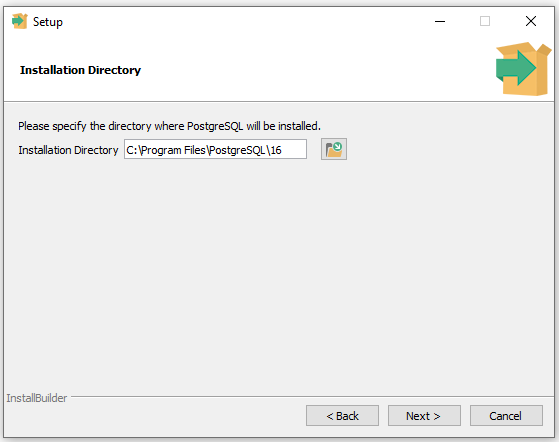 Setup
Installation Directory
Please specify the directory where PostgreSQL will be installed.
Installation Directory C:\Program Files\PostgreSQL\16
InstallBuilder
< Back Next > Cancel